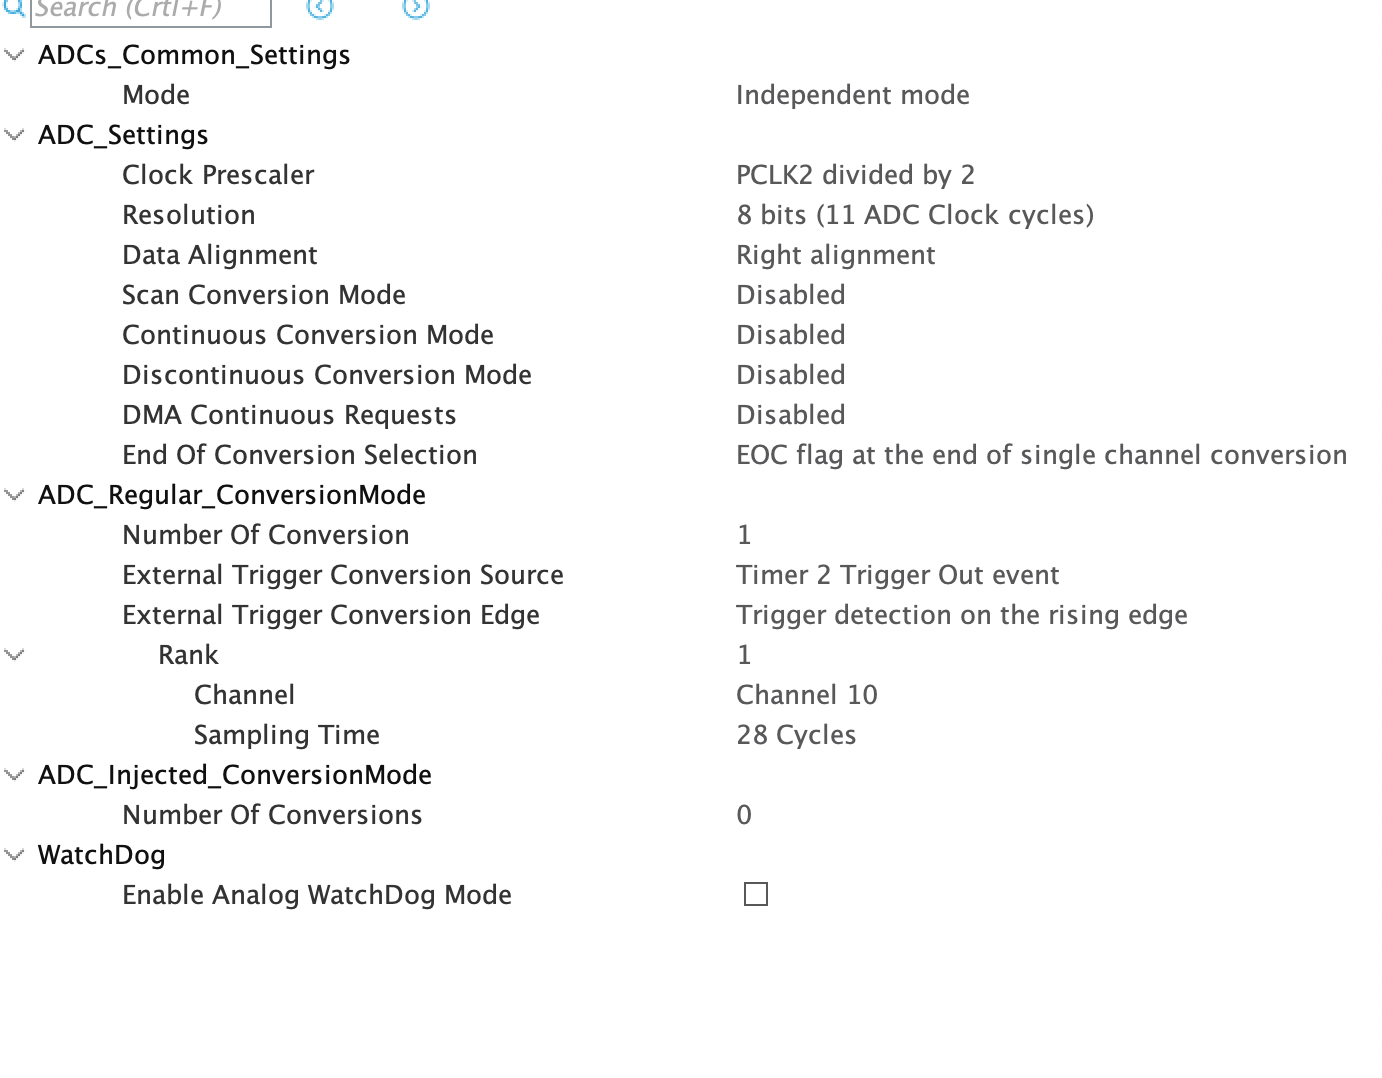 Search (Crtl+F)
ADCs_Common_Settings
Mode Independent mode
ADC_Settings
Clock Prescaler PCLK2 divided by 2
Resolution 8 bits (11 ADC Clock cycles)
Data Alignment Right alignment
Scan Conversion Mode Disabled
Continuous Conversion Mode Disabled
Discontinuous Conversion Mode Disabled
DMA Continuous Requests Disabled
End Of Conversion Selection EOC flag at the end of single channel conversion
ADC_Regular_ConversionMode
Number Of Conversion 1
External Trigger Conversion Source Timer 2 Trigger Out event
External Trigger Conversion Edge Trigger detection on the rising edge
Rank 1
Channel Channel 10
Sampling Time 28 Cycles
ADC_Injected_ConversionMode
Number Of Conversions 0
WatchDog
Enable Analog WatchDog Mode